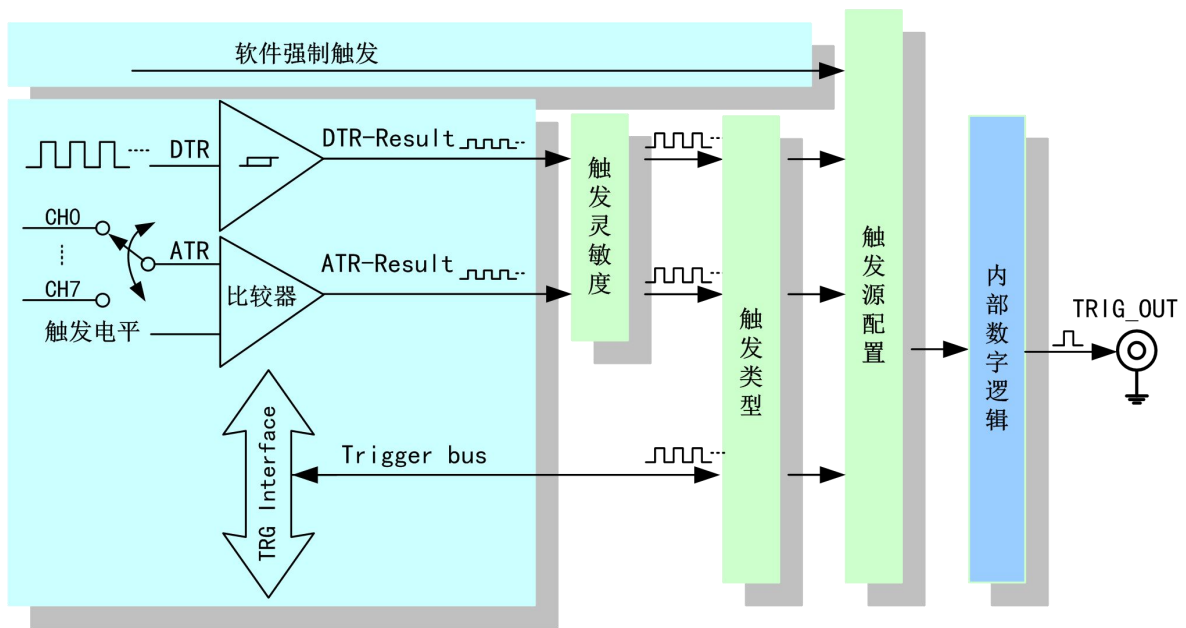 软件强制触发
DTR
DTR-Result
CH0
CH7
ATR
触发电平
比较器
ATR-Result
TRG Interface
Trigger bus
触发灵敏度
触发类型
触发源配置
内部数字逻辑
TRIG_OUT